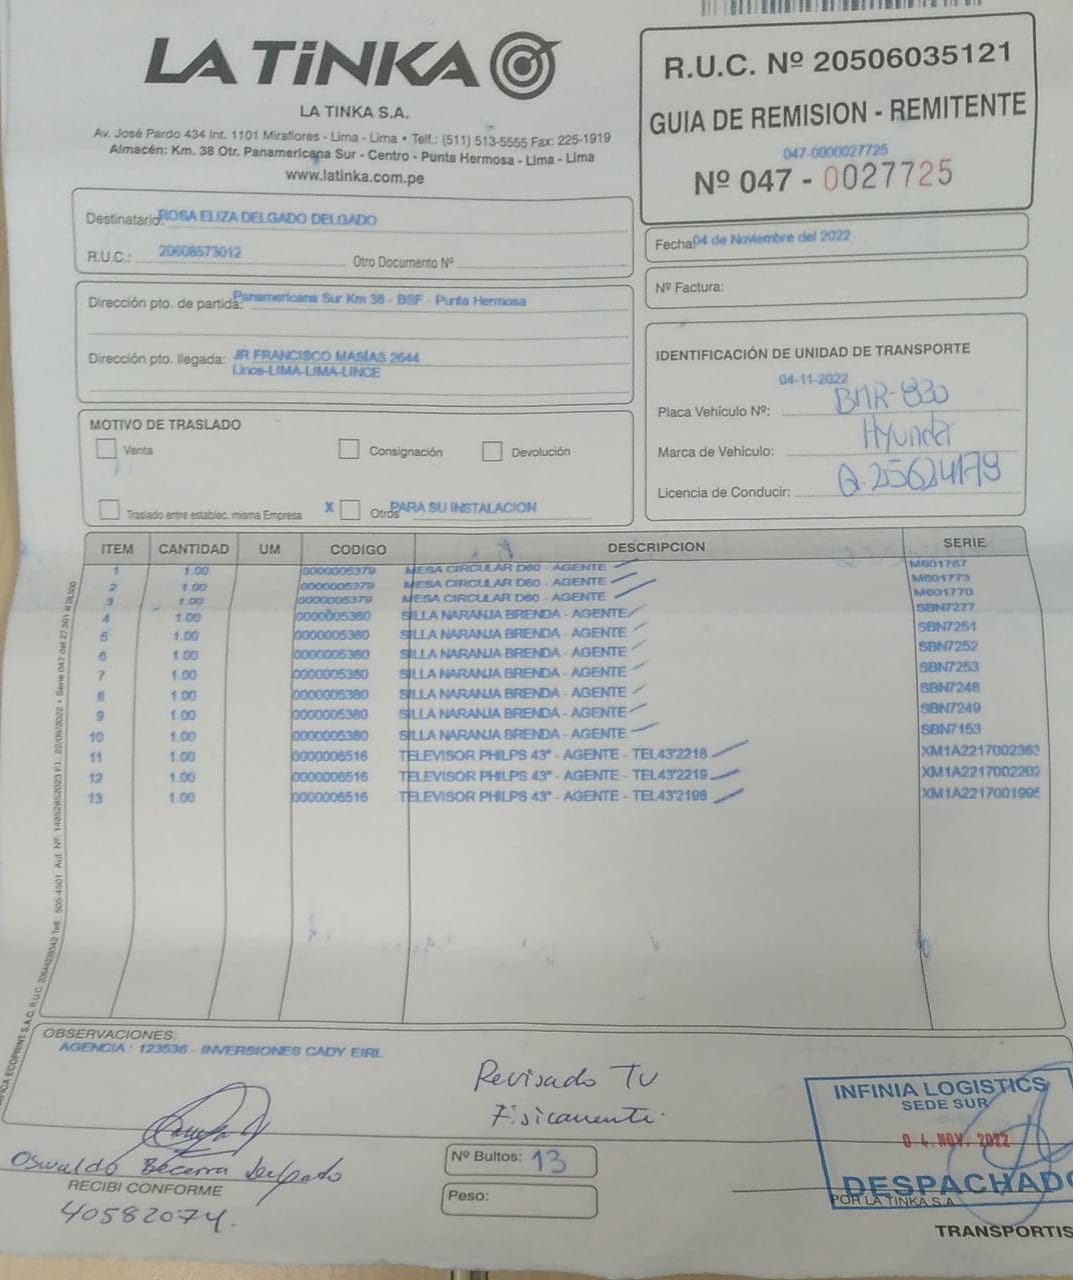 LA TiNKA
LA TINKA S.A.
Av. José Pardo 434 Int. 1101 Miraflores - Lima - Lima • Telf.: (511) 513-5555 Fax: 225-1919
Almacén: Km. 38 Otr. Panamericana Sur - Centro - Punta Hermosa - Lima - Lima
www.latinka.com.pe
R.U.C. Nº 20506035121
GUIA DE REMISION - REMITENTE
047-0000027725
Nº 047 - 0027725
Destinatario: ROSA ELIZA DELGADO DELGADO
R.U.C.: 20608573012 Otro Documento Nº
Fecha: 04 de Noviembre del 2022
Nº Factura:
Dirección pto. de partida: Panamericana Sur Km 38 - BSF - Punta Hermosa
Dirección pto. llegada: JR FRANCISCO MASÍAS 2644
Lince-LIMA-LIMA-LINCE
IDENTIFICACIÓN DE UNIDAD DE TRANSPORTE
04-11-2022
Placa Vehículo Nº: BMR-830
Marca de Vehículo: Hyundai
Licencia de Conducir: Q.25624179
MOTIVO DE TRASLADO
Venta Consignación Devolución
Traslado entre establec. misma Empresa X Otros PARA SU INSTALACION
ITEM CANTIDAD UM CODIGO DESCRIPCION SERIE
1 1.00 0000005379 MESA CIRCULAR D60 - AGENTE M601767
2 1.00 0000005379 MESA CIRCULAR D60 - AGENTE M601773
3 1.00 0000005379 MESA CIRCULAR D60 - AGENTE M601770
4 1.00 0000005380 SILLA NARANJA BRENDA - AGENTE SBN7277
5 1.00 0000005380 SILLA NARANJA BRENDA - AGENTE SBN7251
6 1.00 0000005380 SILLA NARANJA BRENDA - AGENTE SBN7252
7 1.00 0000005380 SILLA NARANJA BRENDA - AGENTE SBN7253
8 1.00 0000005380 SILLA NARANJA BRENDA - AGENTE SBN7248
9 1.00 0000005380 SILLA NARANJA BRENDA - AGENTE SBN7249
10 1.00 0000005380 SILLA NARANJA BRENDA - AGENTE SBN7153
11 1.00 0000006516 TELEVISOR PHILPS 43" - AGENTE - TEL43'2218 XM1A2217002363
12 1.00 0000006516 TELEVISOR PHILPS 43" - AGENTE - TEL43'2219 XM1A2217002202
13 1.00 0000006516 TELEVISOR PHILPS 43" - AGENTE - TEL43'2198 XM1A2217001995
OBSERVACIONES:
AGENCIA : 123536 - INVERSIONES CADY EIRL
Revisado TV
Fisicamente.
INFINIA LOGISTICS
SEDE SUR
04 NOV. 2022
DESPACHADO
POR LA TINKA S.A.
TRANSPORTIS
Oswaldo Becerra Delgado
RECIBI CONFORME
40582074.
Nº Bultos: 13
Peso: